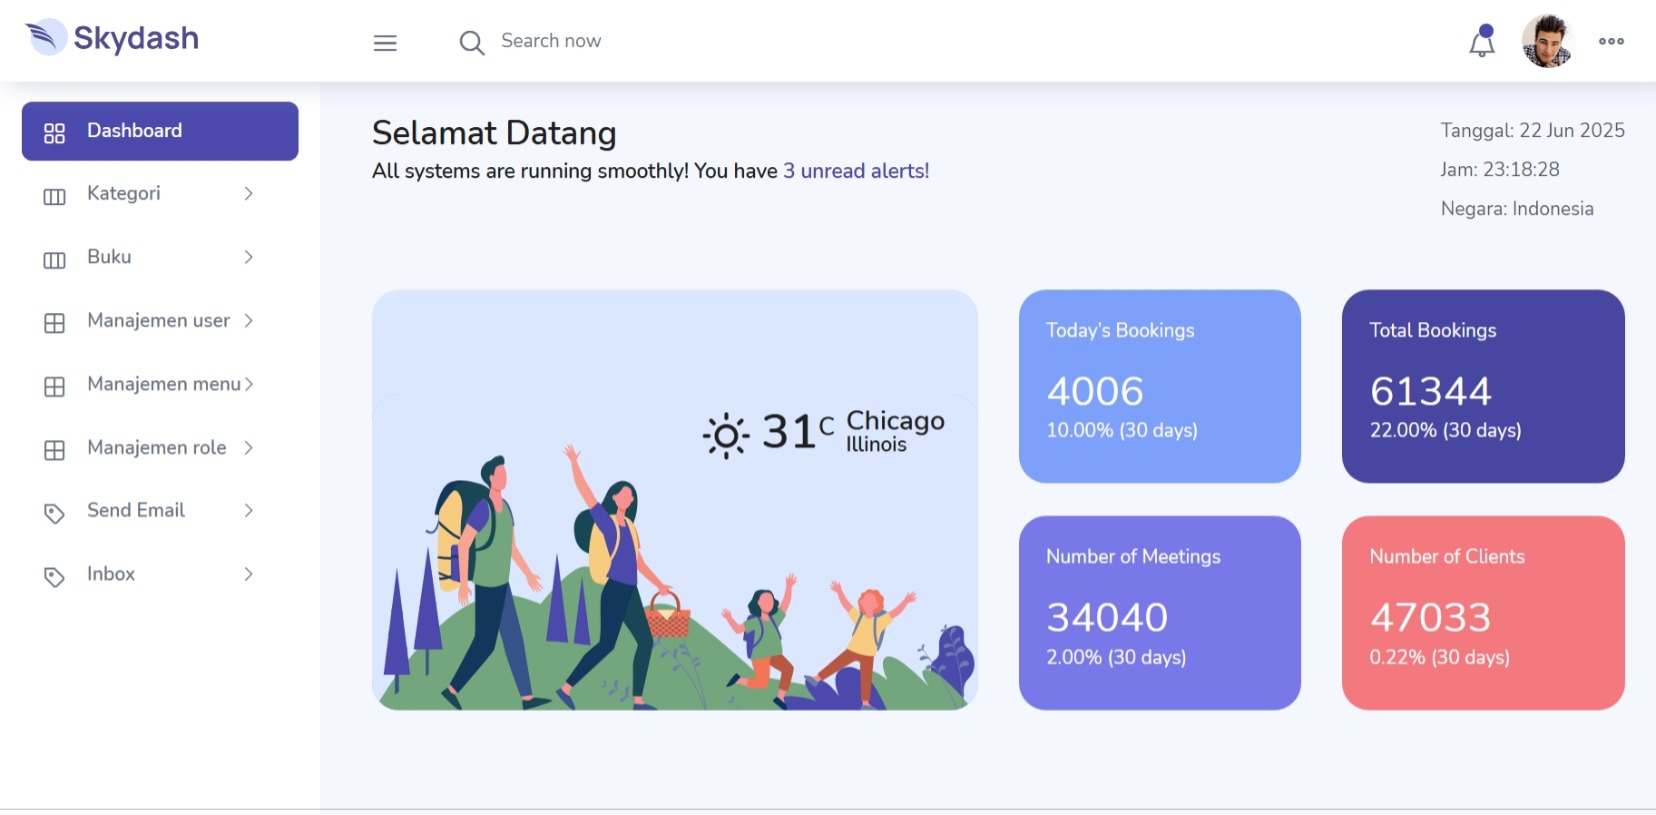 Skydash
Search now
Dashboard
Kategori
Buku
Manajemen user
Manajemen menu
Manajemen role
Send Email
Inbox
Selamat Datang
All systems are running smoothly! You have 3 unread alerts!
Tanggal: 22 Jun 2025
Jam: 23:18:28
Negara: Indonesia
31C Chicago
Illinois
Today's Bookings
4006
10.00% (30 days)
Total Bookings
61344
22.00% (30 days)
Number of Meetings
34040
2.00% (30 days)
Number of Clients
47033
0.22% (30 days)